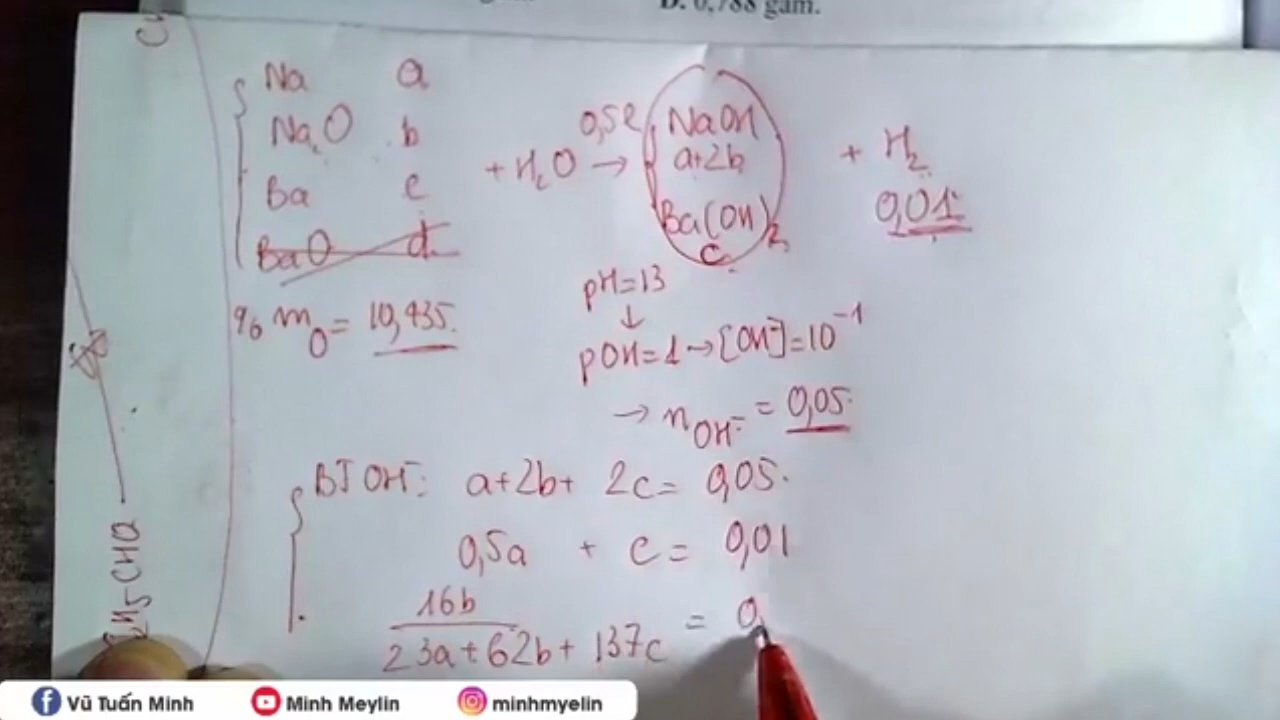 D. 0,788 gam.
Na a
Na₂O b
Ba c
BaO d
+ H₂O 0,5l → NaOH
a+2b
Ba(OH)₂
c
+ H₂
0,01
% mO = 10,435.
pH=13
↓
pOH=1 → [OH⁻]=10⁻¹
→ nOH⁻ = 0,05.
BT OH⁻: a+2b+ 2c= 0,05.
0,5a + c = 0,01
16b
23a+62b+ 137c = 0,
C₂H₅CHO
Vũ Tuấn Minh Minh Meylin minhmyelin